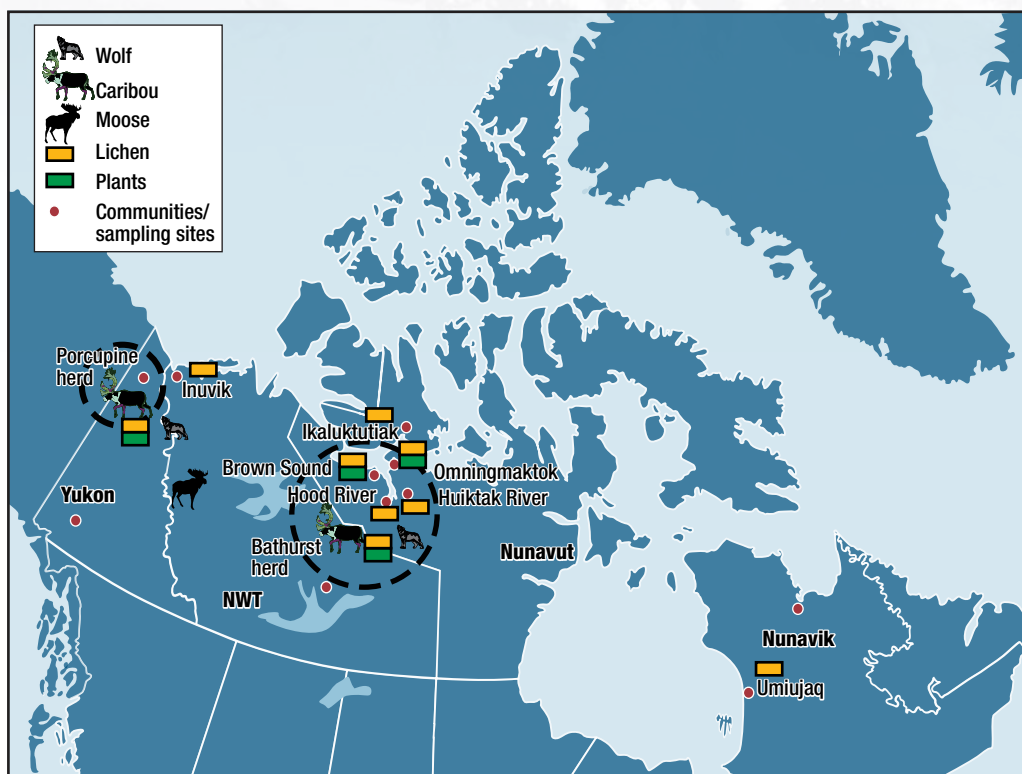 Wolf
Caribou
Moose
Lichen
Plants
Communities/
sampling sites
Porcupine
herd
Inuvik
Ikaluktutiak
Brown Sound
Omningmaktok
Hood River
Huiktak River
Yukon
Bathurst
herd
Nunavut
NWT
Nunavik
Umiujaq